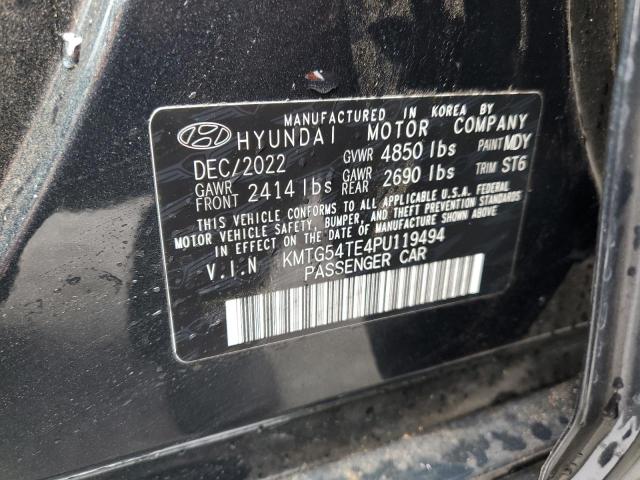 MANUFACTURED IN KOREA BY
HYUNDAI MOTOR COMPANY
DEC/2022 GVWR 4850 lbs PAINT MDY
GAWR FRONT 2414 lbs GAWR REAR 2690 lbs TRIM ST6
THIS VEHICLE CONFORMS TO ALL APPLICABLE U.S.A. FEDERAL
MOTOR VEHICLE SAFETY, BUMPER, AND THEFT PREVENTION STANDARDS
IN EFFECT ON THE DATE OF MANUFACTURE SHOWN ABOVE.
V.I.N KMTG54TE4PU119494
PASSENGER CAR